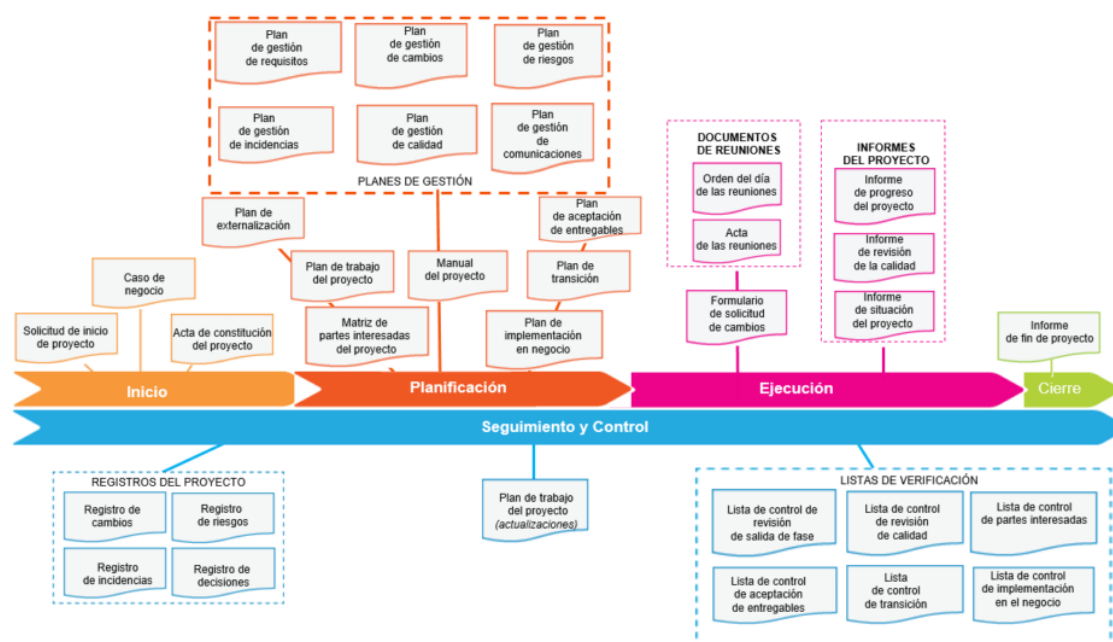 Plan
de gestión
de requisitos
Plan
de gestión
de cambios
Plan
de gestión
de riesgos
Plan
de gestión
de incidencias
Plan
de gestión
de calidad
Plan
de gestión
de
comunicaciones
PLANES DE GESTIÓN
DOCUMENTOS
DE REUNIONES
Orden del día
de las reuniones
Acta
de las reuniones
INFORMES
DEL PROYECTO
Informe
de progreso
del proyecto
Informe
de revisión
de la calidad
Informe
de situación
del proyecto
Plan de
externalización
Plan
de aceptación
de entregables
Plan de trabajo
del proyecto
Manual
del proyecto
Plan de
transición
Caso de
negocio
Solicitud de inicio
de proyecto
Acta de constitución
del proyecto
Matriz de
partes interesadas
del proyecto
Plan de
implementación
en negocio
Formulario
de solicitud
de cambios
Informe
de fin de proyecto
Inicio
Planificación
Ejecución
Cierre
Seguimiento y Control
REGISTROS DEL PROYECTO
Registro de
cambios
Registro
de riesgos
Registro
de incidencias
Registro de
decisiones
Plan de trabajo
del proyecto
(actualizaciones)
LISTAS DE VERIFICACIÓN
Lista de control de
revisión
de salida de fase
Lista de control
de revisión
de calidad
Lista de control
de partes interesadas
Lista de control
de aceptación
de entregables
Lista
de control
de transición
Lista de control
de implementación
en el negocio